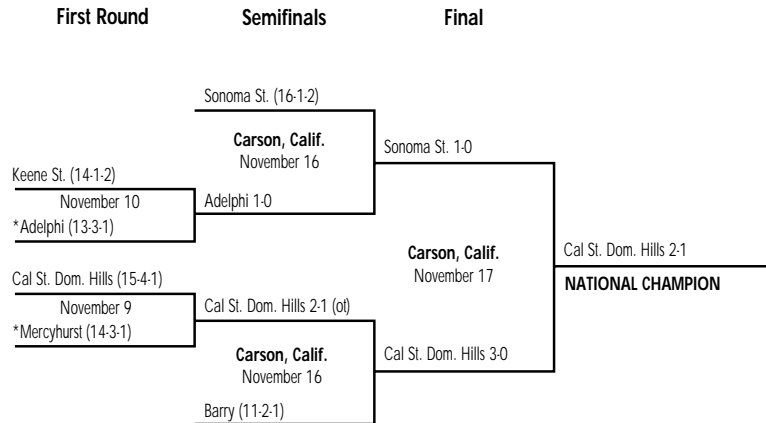 First Round Semifinals Final
Sonoma St. (16-1-2)
Carson, Calif.
November 16
Sonoma St. 1-0
Keene St. (14-1-2)
November 10
Adelphi 1-0
*Adelphi (13-3-1)
Carson, Calif.
November 17
Cal St. Dom. Hills 2-1
NATIONAL CHAMPION
Cal St. Dom. Hills (15-4-1)
November 9
Cal St. Dom. Hills 2-1 (ot)
*Mercyhurst (14-3-1)
Carson, Calif.
November 16
Cal St. Dom. Hills 3-0
Barry (11-2-1)